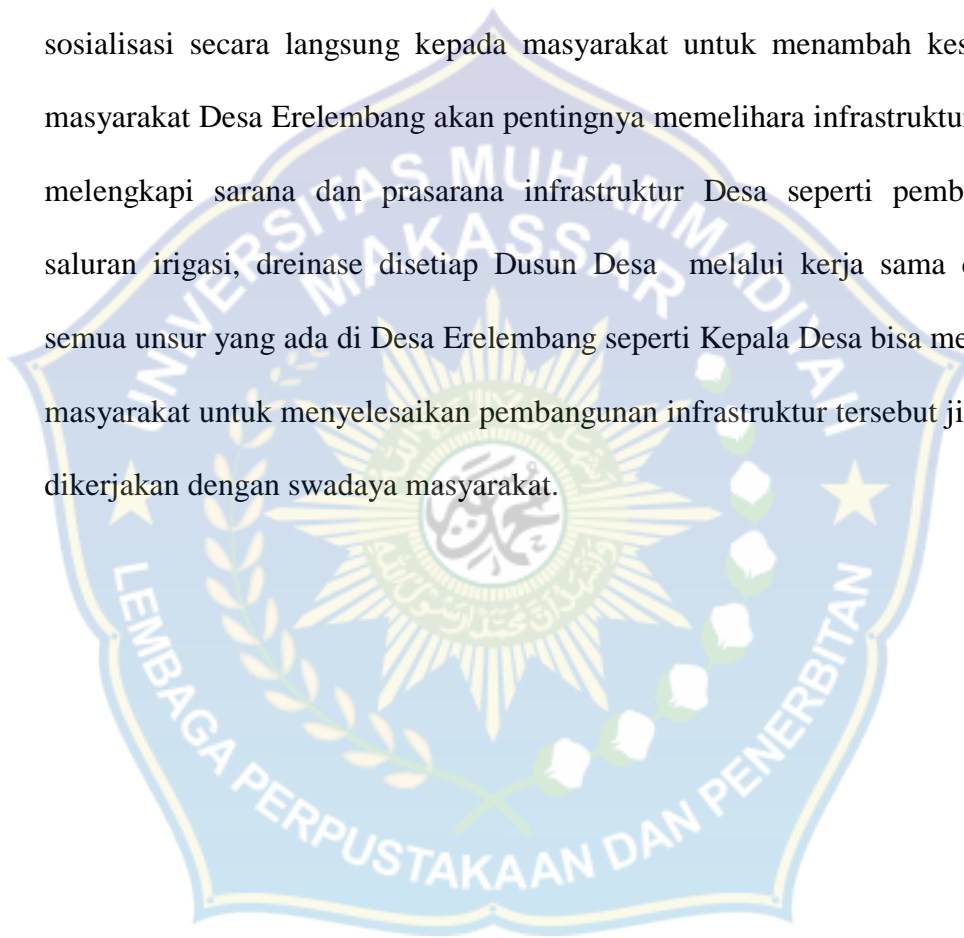 sosialisasi secara langsung kepada masyarakat untuk menambah kes
masyarakat Desa Erelembang akan pentingnya memelihara infrastruktur
melengkapi sarana dan prasarana infrastruktur Desa seperti pemb
saluran irigasi, dreinase disetiap Dusun Desa melalui kerja sama
semua unsur yang ada di Desa Erelembang seperti Kepala Desa bisa me
masyarakat untuk menyelesaikan pembangunan infrastruktur tersebut ji
dikerjakan dengan swadaya masyarakat.
UNIVERSITAS MUHAMMADIYAH
MAKASSAR
محمد
LEMBAGA PERPUSTAKAAN DAN PENERBITAN